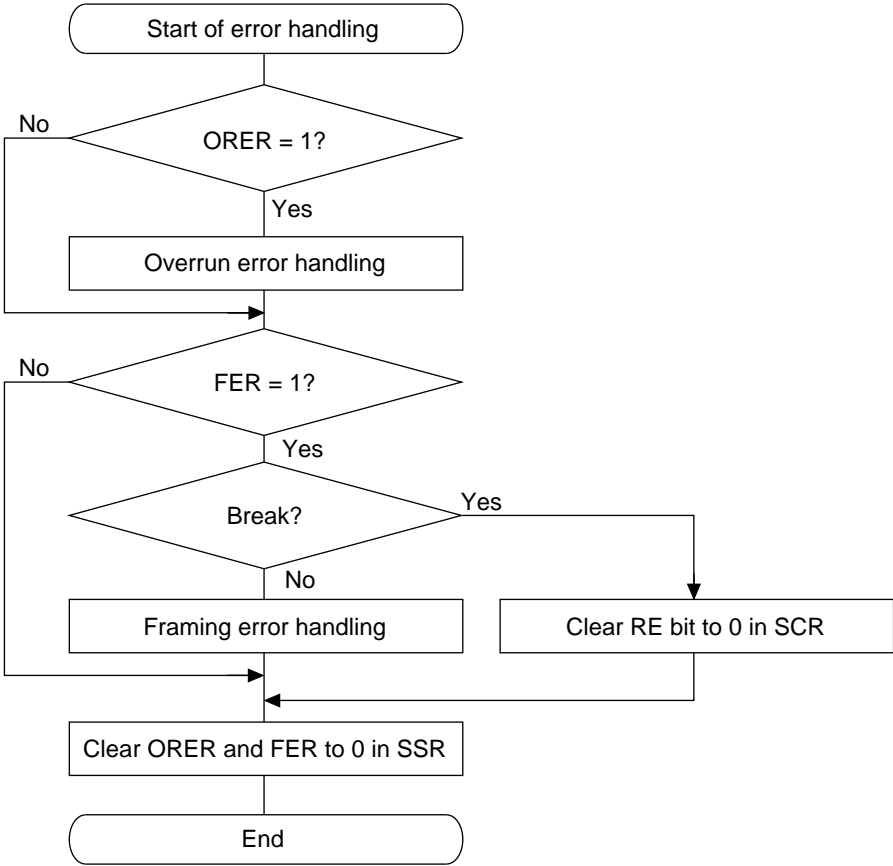 Start of error handling
No
ORER = 1?
Yes
Overrun error handling
No
FER = 1?
Yes
Break?
Yes
No
Framing error handling
Clear RE bit to 0 in SCR
Clear ORER and FER to 0 in SSR
End